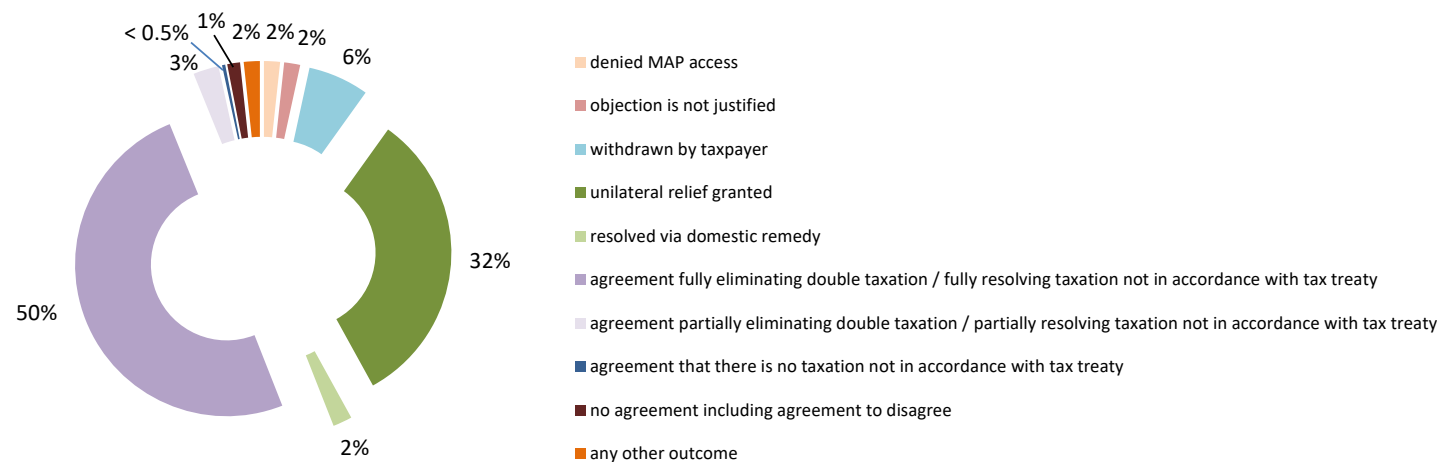 1%
< 0.5%
2%
2%
2%
3%
6%
32%
50%
2%
denied MAP access
objection is not justified
withdrawn by taxpayer
unilateral relief granted
resolved via domestic remedy
agreement fully eliminating double taxation / fully resolving taxation not in accordance with tax treaty
agreement partially eliminating double taxation / partially resolving taxation not in accordance with tax treaty
agreement that there is no taxation not in accordance with tax treaty
no agreement including agreement to disagree
any other outcome